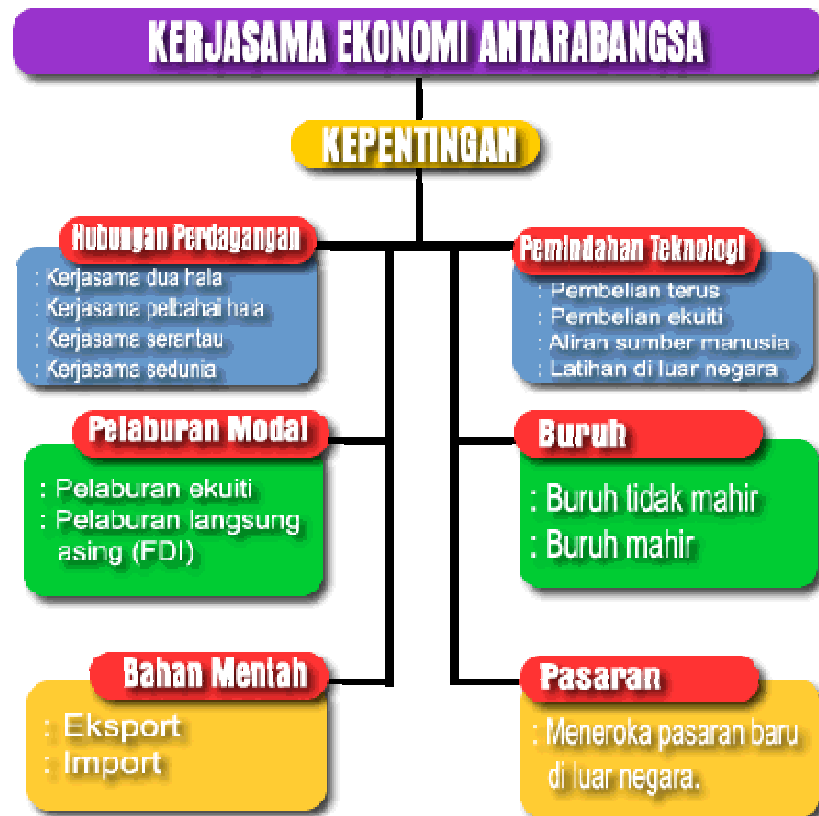 KERJASAMA EKONOMI ANTARABANGSA
KEPENTINGAN
Hubungan Perdagangan
: Kerjasama dua hala
: Kerjasama pelbahai hala
: Kerjasama serantau
: Kerjasama sedunia
Pemindahan Teknologi
: Pembelian terus
: Pembelian ekuiti
: Aliran sumber manusia
: Latihan di luar negara
Pelaburan Modal
: Pelaburan ekuiti
: Pelaburan langsung
asing (FDI)
Buruh
: Buruh tidak mahir
: Buruh mahir
Bahan Mentah
: Eksport
: Import
Pasaran
: Meneroka pasaran baru
di luar negara.